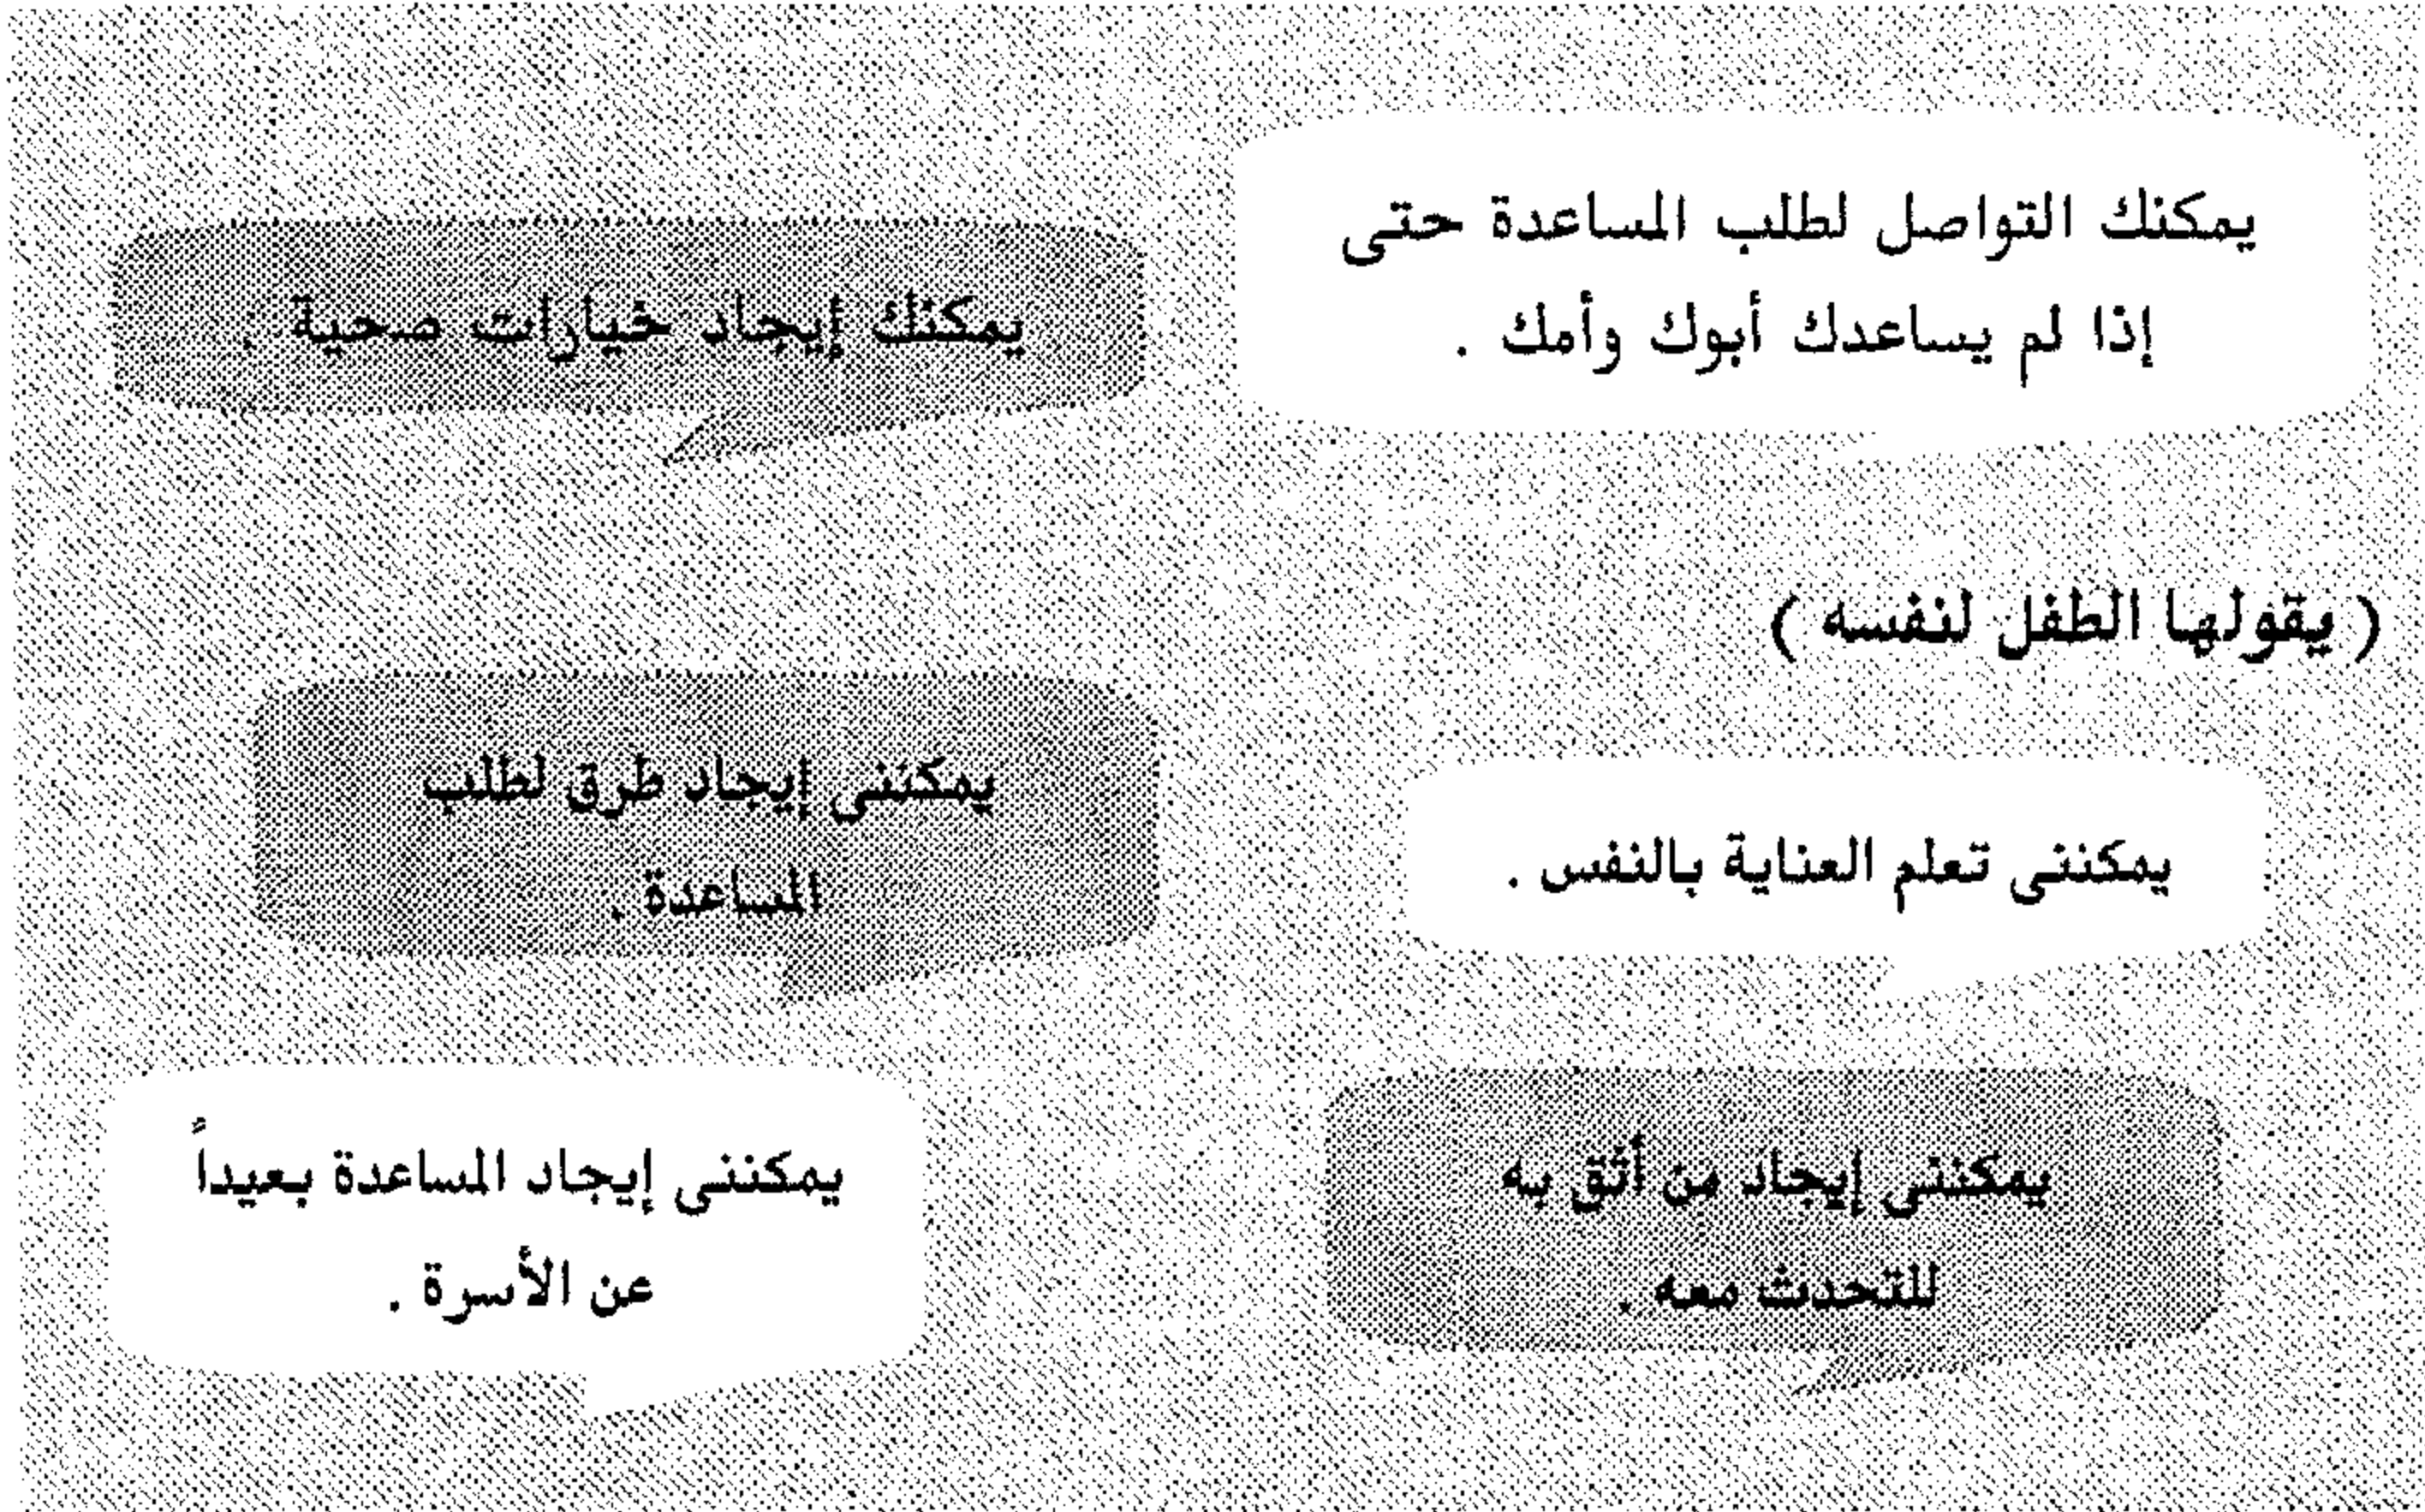 يمكنك التواصل لطلب المساعدة حتى
إذا لم يساعدك أبوك وأمك .
يمكنك إيجاد خيارات صحية .
( يقولها الطفل لنفسه )
يمكننى إيجاد طرق لطلب
المساعدة .
يمكننى تعلم العناية بالنفس .
يمكننى إيجاد من أثق به
للتحدث معه .
يمكننى إيجاد المساعدة بعيداً
عن الأسرة .